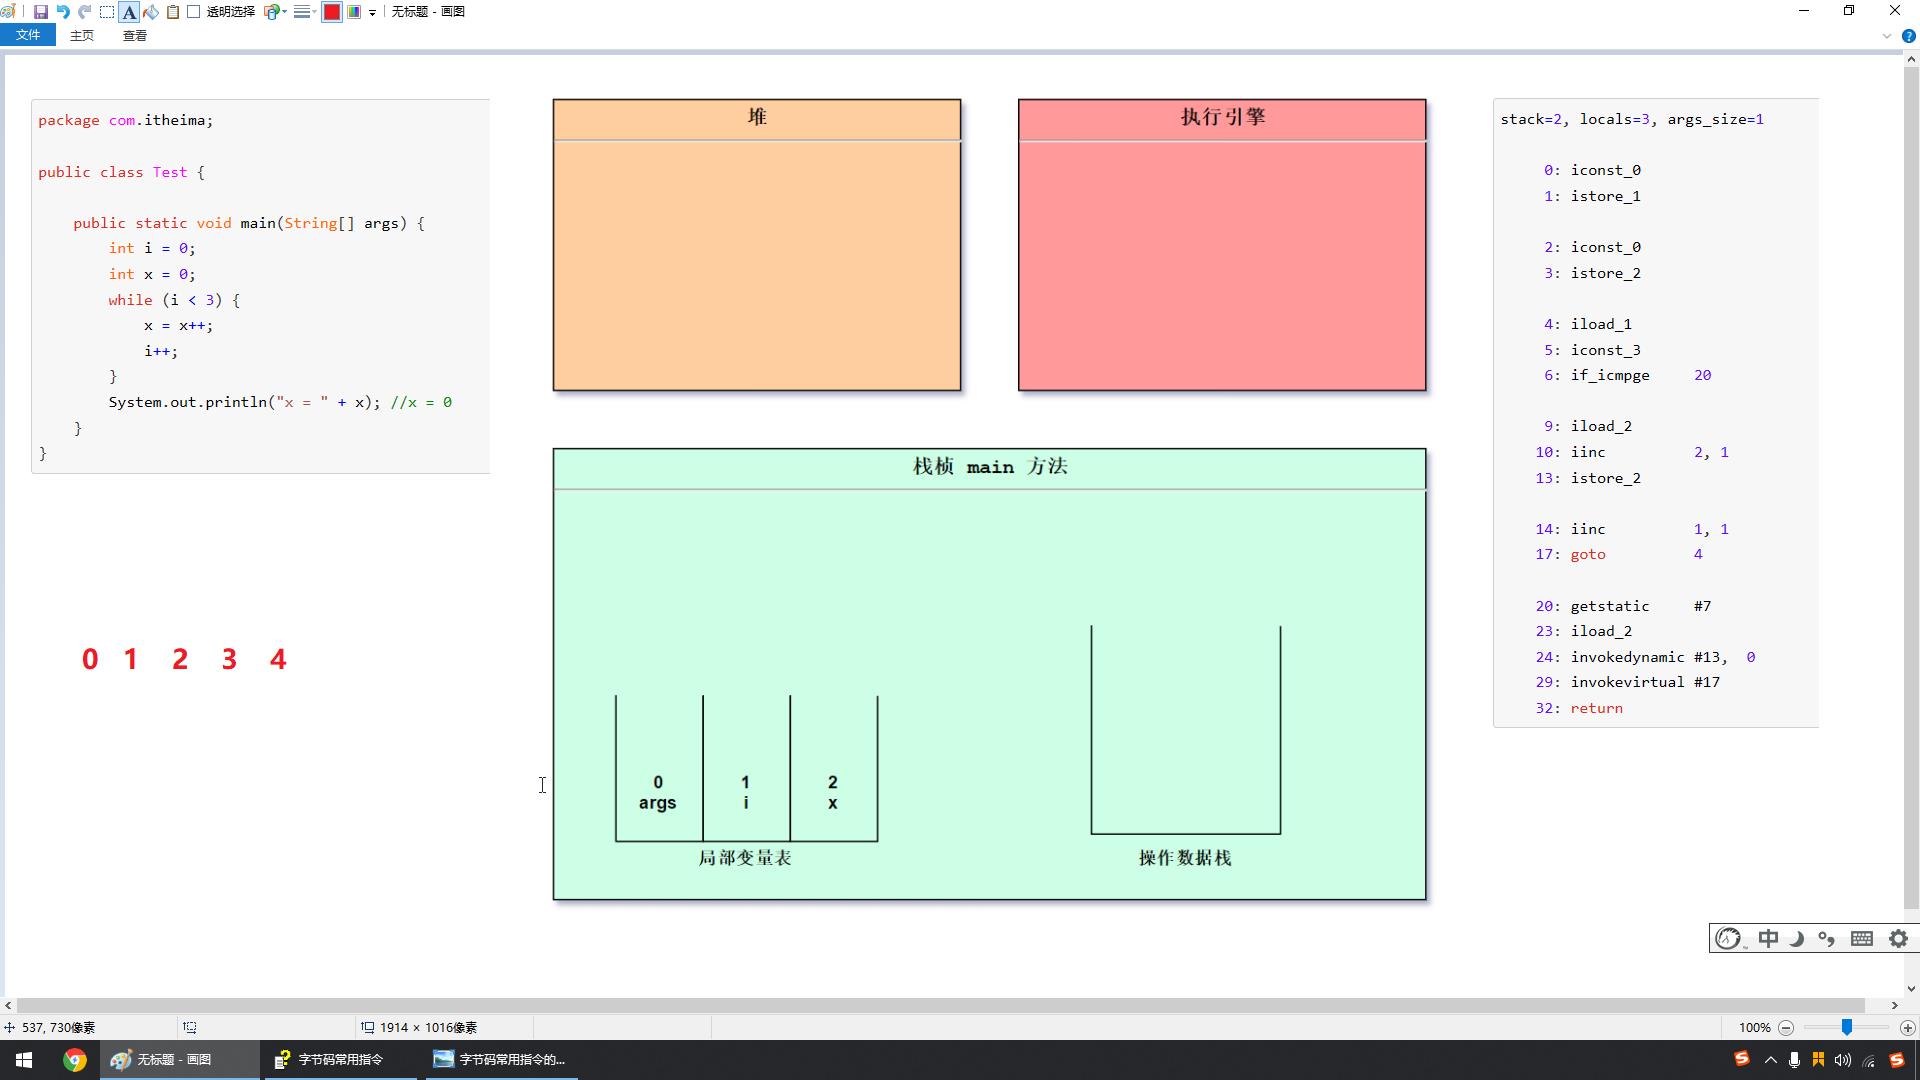 透明选择
无标题 - 画图
文件
主页
查看
package com.itheima;
public class Test {
public static void main(String[] args) {
int i = 0;
int x = 0;
while (i < 3) {
x = x++;
i++;
}
System.out.println("x = " + x); //x = 0
}
}
0 1 2 3 4
堆
执行引擎
栈桢 main 方法
0
args
1
i
2
x
局部变量表
操作数据栈
stack=2, locals=3, args_size=1
0: iconst_0
1: istore_1
2: iconst_0
3: istore_2
4: iload_1
5: iconst_3
6: if_icmpge 20
9: iload_2
10: iinc 2, 1
13: istore_2
14: iinc 1, 1
17: goto 4
20: getstatic #7
23: iload_2
24: invokedynamic #13, 0
29: invokevirtual #17
32: return
中
537, 730像素
1914 × 1016像素
100%
无标题 - 画图
字节码常用指令
字节码常用指令的...